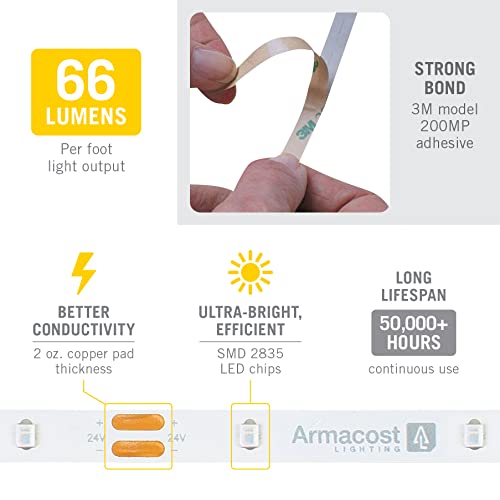 66
LUMENS
Per foot
light output
3M
STRONG
BOND
3M model
200MP
adhesive
BETTER
CONDUCTIVITY
2 oz. copper pad
thickness
ULTRA-BRIGHT,
EFFICIENT
SMD 2835
LED chips
LONG
LIFESPAN
50,000+
HOURS
continuous use
+ +
24V 24V
- -
Armacost
LIGHTING